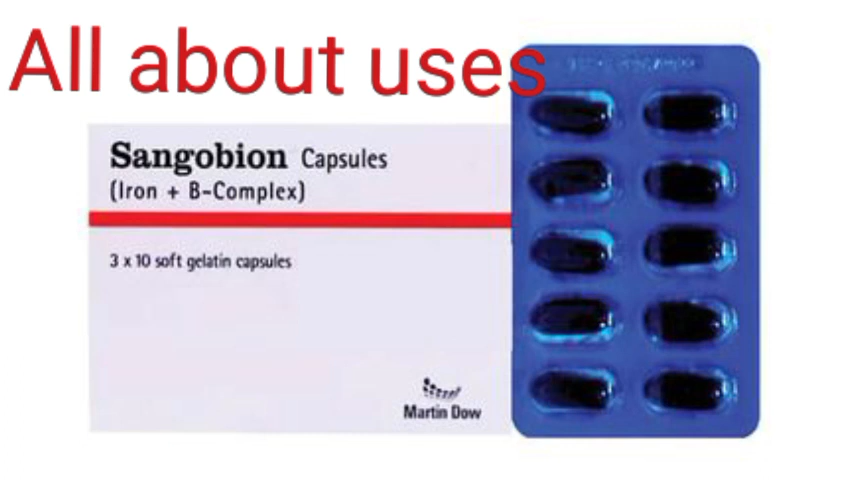 All about uses
Sangobion Capsules
(Iron + B-Complex)
3 x 10 soft gelatin capsules
Martin Dow